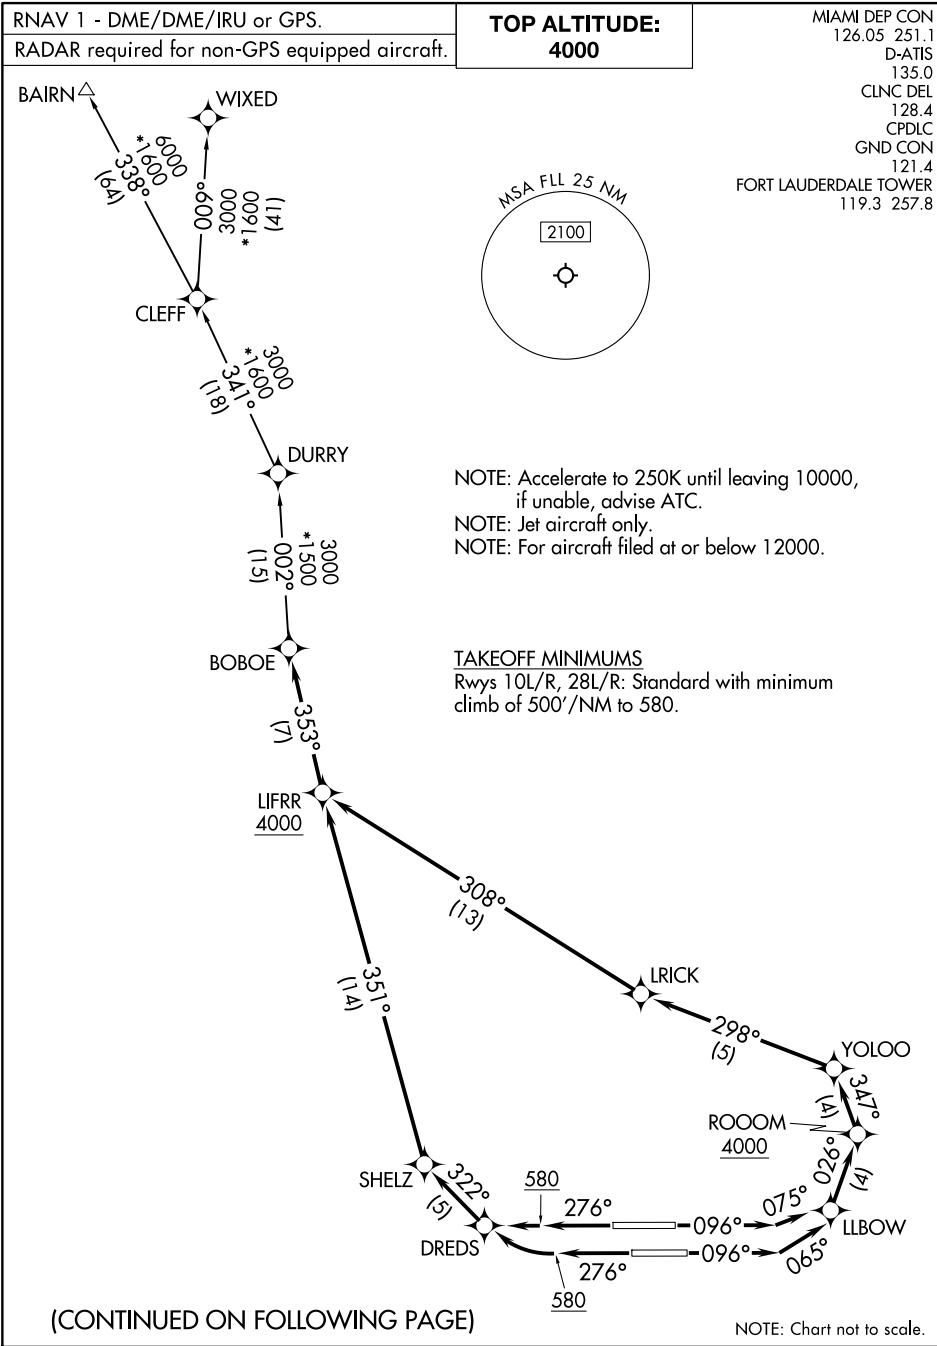 RNAV 1 - DME/DME/IRU or GPS.
RADAR required for non-GPS equipped aircraft.
TOP ALTITUDE:
4000
MIAMI DEP CON
126.05 251.1
D-ATIS
135.0
CLNC DEL
128.4
CPDLC
GND CON
121.4
FORT LAUDERDALE TOWER
119.3 257.8
BAIRN
WIXED
6000
*1600
338°
(64)
009°
3000
*1600
(41)
MSA FLL 25 NM
2100
CLEFF
3000
*1600
341°
(18)
DURRY
NOTE: Accelerate to 250K until leaving 10000,
if unable, advise ATC.
NOTE: Jet aircraft only.
NOTE: For aircraft filed at or below 12000.
3000
*1500
002°
(15)
BOBOE
TAKEOFF MINIMUMS
Rwys 10L/R, 28L/R: Standard with minimum
climb of 500'/NM to 580.
353°
(7)
LIFRR
4000
308°
(13)
351°
(14)
LRICK
298°
(5)
YOLOO
347°
(4)
ROOOM
4000
026°
(4)
SHELZ
322°
(5)
580
276°
096°
075°
LLBOW
DREDS
276°
096°
065°
580
(CONTINUED ON FOLLOWING PAGE)
NOTE: Chart not to scale.